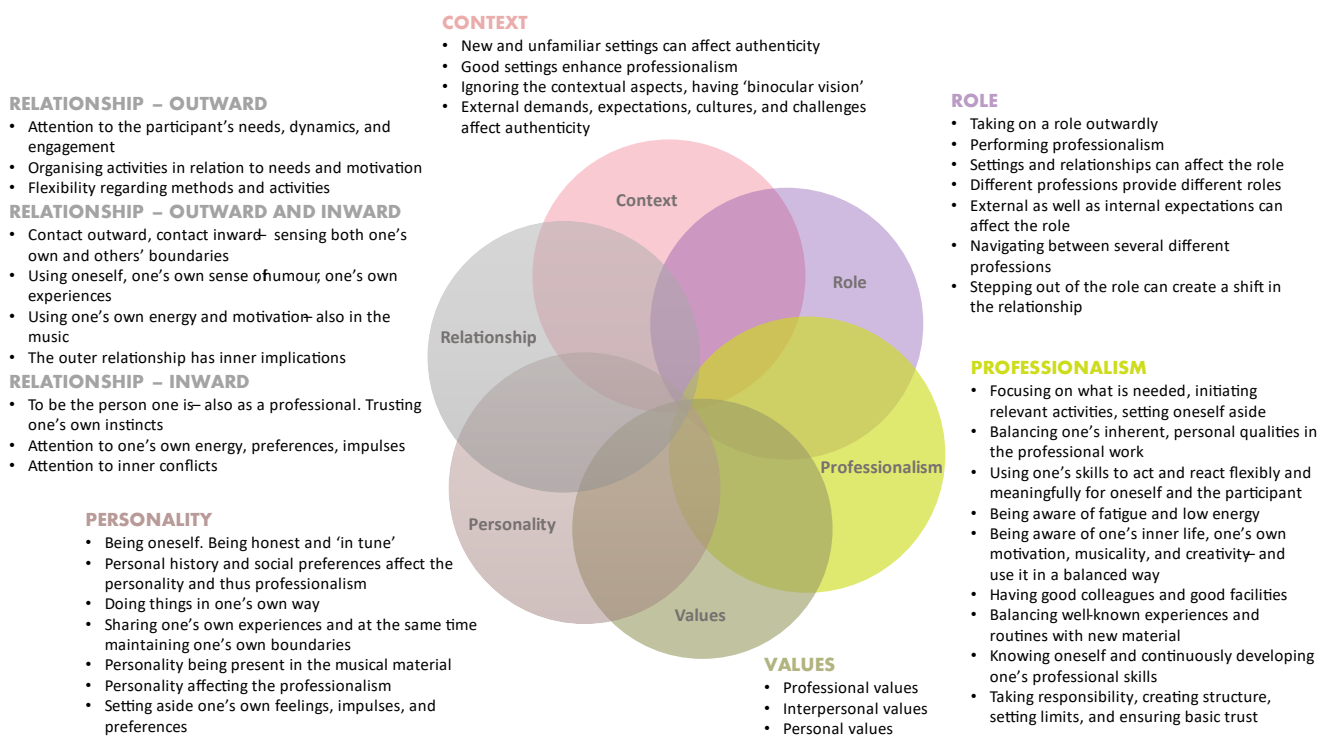 CONTEXT
• New and unfamiliar settings can affect authenticity
• Good settings enhance professionalism
• Ignoring the contextual aspects, having ‘binocular vision’
• External demands, expectations, cultures, and challenges
affect authenticity
RELATIONSHIP – OUTWARD
• Attention to the participant’s needs, dynamics, and
engagement
• Organising activities in relation to needs and motivation
• Flexibility regarding methods and activities
RELATIONSHIP – OUTWARD AND INWARD
• Contact outward, contact inward– sensing both one’s
own and others’ boundaries
• Using oneself, one’s own sense of humour, one’s own
experiences
• Using one’s own energy and motivation– also in the
music
• The outer relationship has inner implications
RELATIONSHIP – INWARD
• To be the person one is– also as a professional. Trusting
one’s own instincts
• Attention to one’s own energy, preferences, impulses
• Attention to inner conflicts
PERSONALITY
• Being oneself. Being honest and ‘in tune’
• Personal history and social preferences affect the
personality and thus professionalism
• Doing things in one’s own way
• Sharing one’s own experiences and at the same time
maintaining one’s own boundaries
• Personality being present in the musical material
• Personality affecting the professionalism
• Setting aside one’s own feelings, impulses, and
preferences
Context
Role
Relationship
Professionalism
Personality
Values
ROLE
• Taking on a role outwardly
• Performing professionalism
• Settings and relationships can affect the role
• Different professions provide different roles
• External as well as internal expectations can
affect the role
• Navigating between several different
professions
• Stepping out of the role can create a shift in
the relationship
PROFESSIONALISM
• Focusing on what is needed, initiating
relevant activities, setting oneself aside
• Balancing one’s inherent, personal qualities in
the professional work
• Using one’s skills to act and react flexibly and
meaningfully for oneself and the participant
• Being aware of fatigue and low energy
• Being aware of one’s inner life, one’s own
motivation, musicality, and creativity– and
use it in a balanced way
• Having good colleagues and good facilities
• Balancing well-known experiences and
routines with new material
• Knowing oneself and continuously developing
one’s professional skills
• Taking responsibility, creating structure,
setting limits, and ensuring basic trust
VALUES
• Professional values
• Interpersonal values
• Personal values